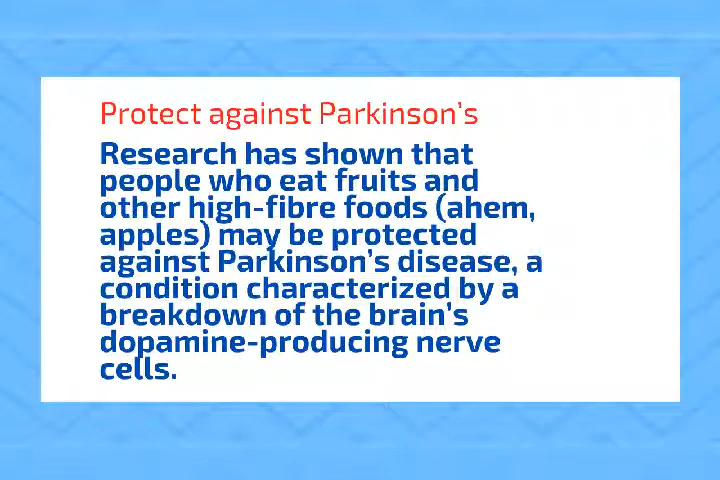 Protect against Parkinson's
Research has shown that
people who eat fruits and
other high-fibre foods (ahem,
apples) may be protected
against Parkinson's disease, a
condition characterized by a
breakdown of the brain's
dopamine-producing nerve
cells.